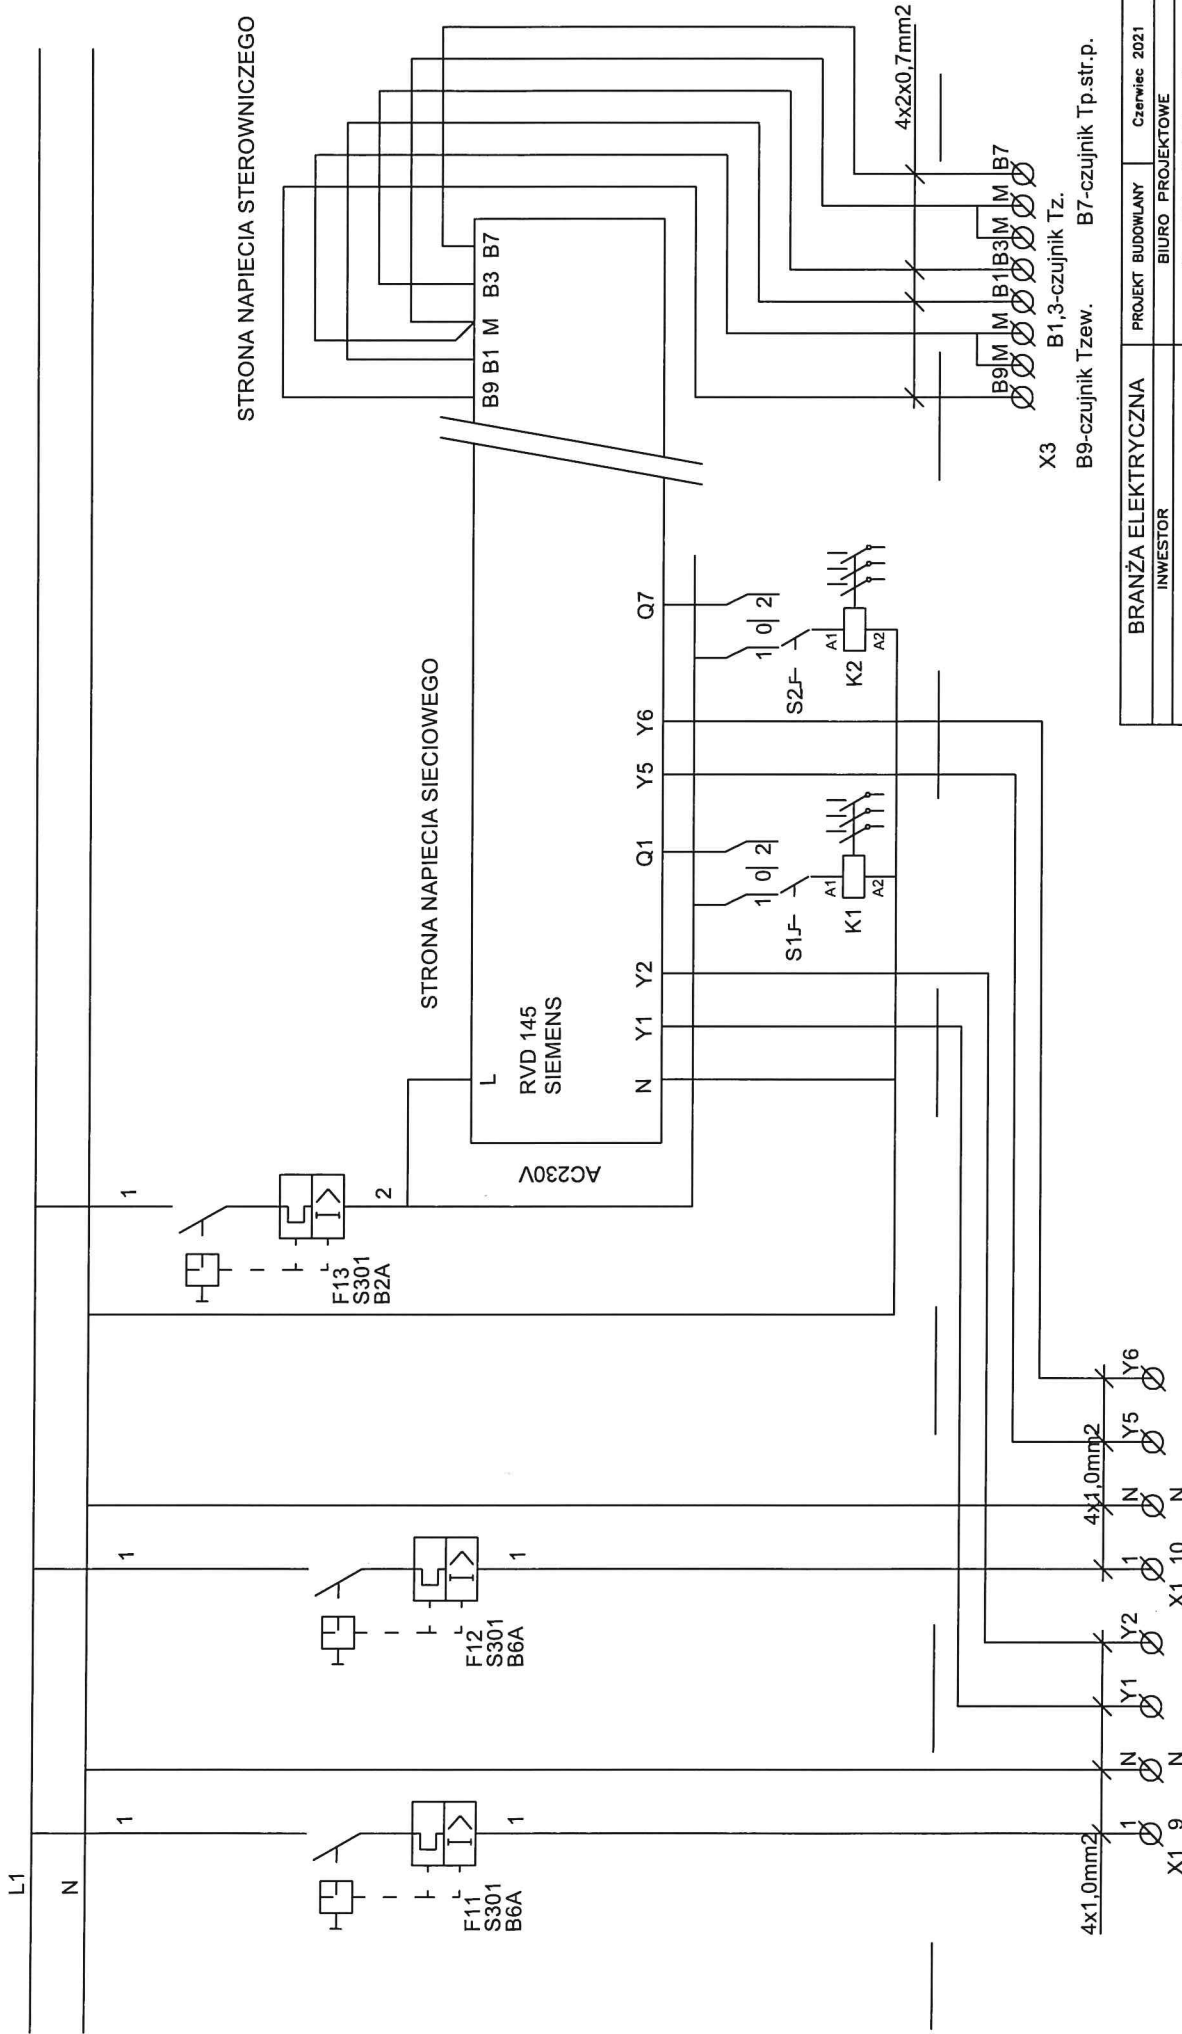 L1
N
1
F11
S301
B6A
1
4x1,0mm2
1 N Y1 Y2
X1 9 N
1
F12
S301
B6A
1
4x1,0mm2
1 N Y5 Y6
X1 10 N
1
F13
S301
B2A
2
AC230V
STRONA NAPIECIA SIECIOWEGO
L
RVD 145
SIEMENS
N Y1 Y2 Q1 Y5 Y6 Q7
1 0 2
S1
A1
K1
A2
1 0 2
S2
A1
K2
A2
STRONA NAPIECIA STEROWNICZEGO
B9 B1 M B3 B7
4x2x0,7mm2
B9 M M B1 B3 M M B7
X3
B1,3-czujnik Tz.
B9-czujnik Tzew.
B7-czujnik Tp.str.p.
BRANŻA ELEKTRYCZNA
PROJEKT BUDOWLANY
Czerwiec 2021
INWESTOR
BIURO PROJEKTOWE